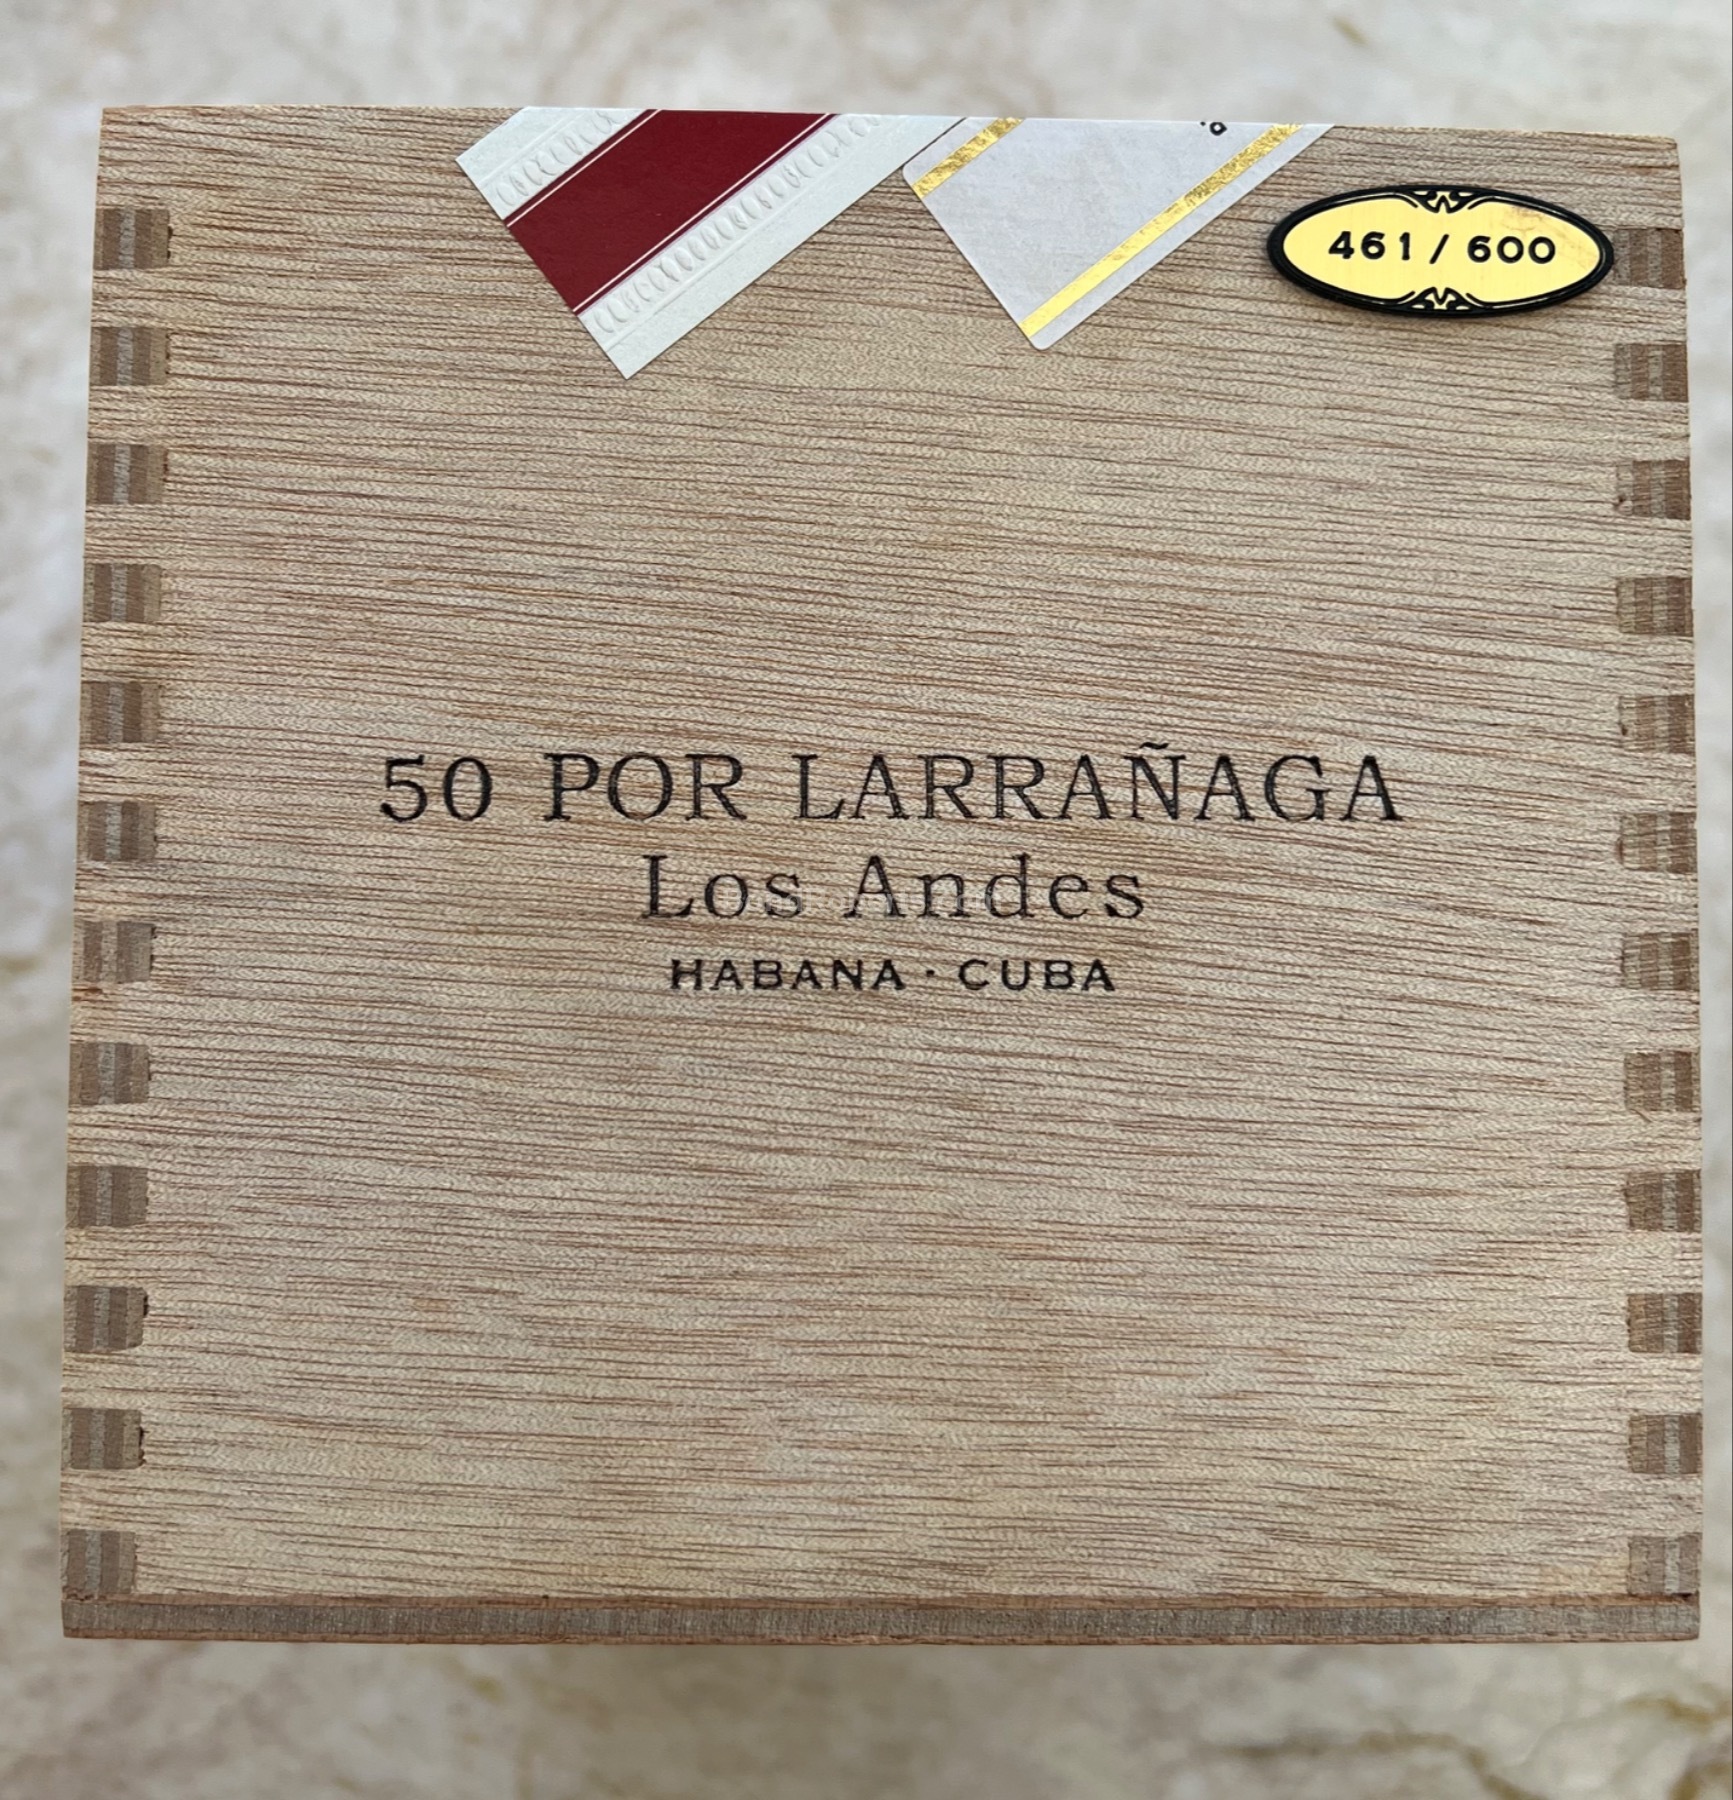 461 / 600
50 POR LARRAÑAGA
Los Andes
HABANA · CUBA